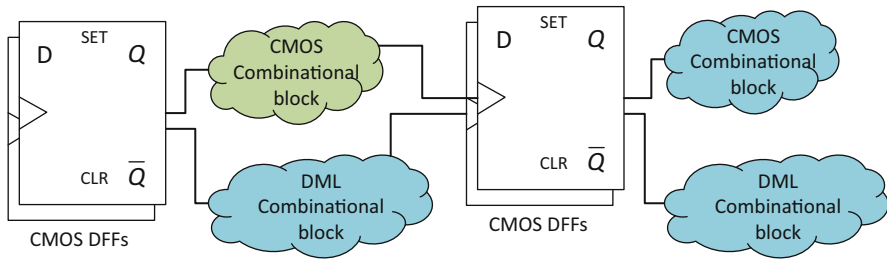 SET
D
Q
CLR
Q̅
CMOS DFFs
CMOS
Combinational
block
DML
Combinational
block
SET
D
Q
CLR
Q̅
CMOS DFFs
CMOS
Combinational
block
DML
Combinational
block